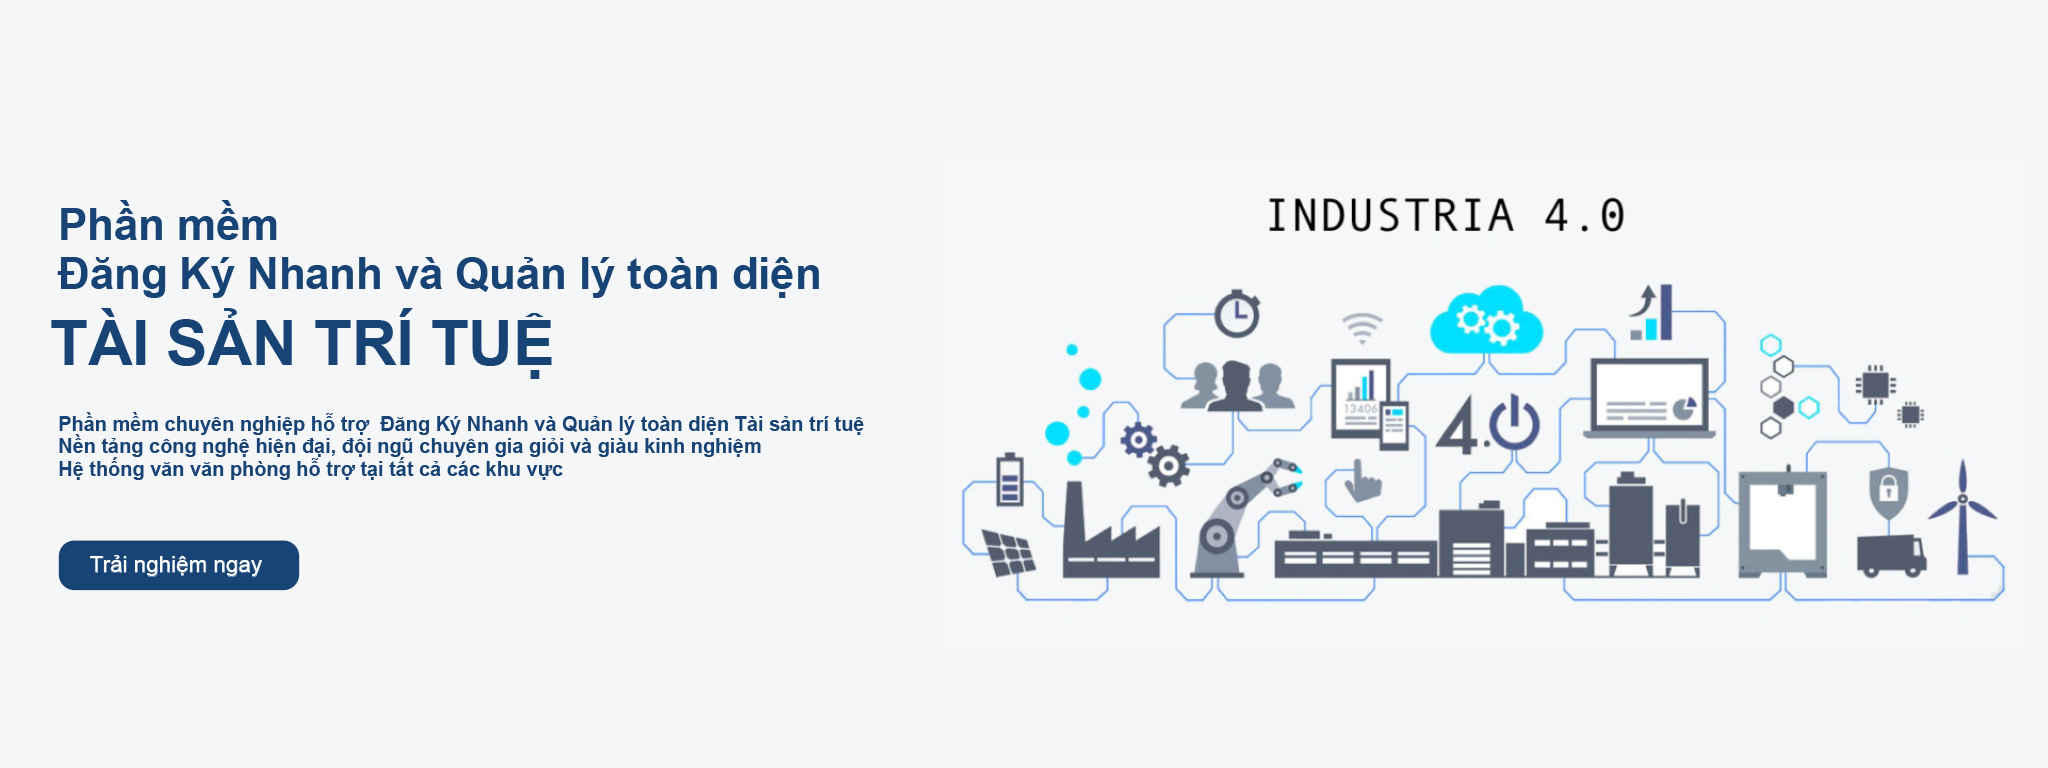 Phần mềm
Đăng Ký Nhanh và Quản lý toàn diện
TÀI SẢN TRÍ TUỆ
Phần mềm chuyên nghiệp hỗ trợ  Đăng Ký Nhanh và Quản lý toàn diện Tài sản trí tuệ
Nền tảng công nghệ hiện đại, đội ngũ chuyên gia giỏi và giàu kinh nghiệm
Hệ thống văn văn phòng hỗ trợ tại tất cả các khu vực
Trải nghiệm ngay
INDUSTRIA 4.0
13406
4.0